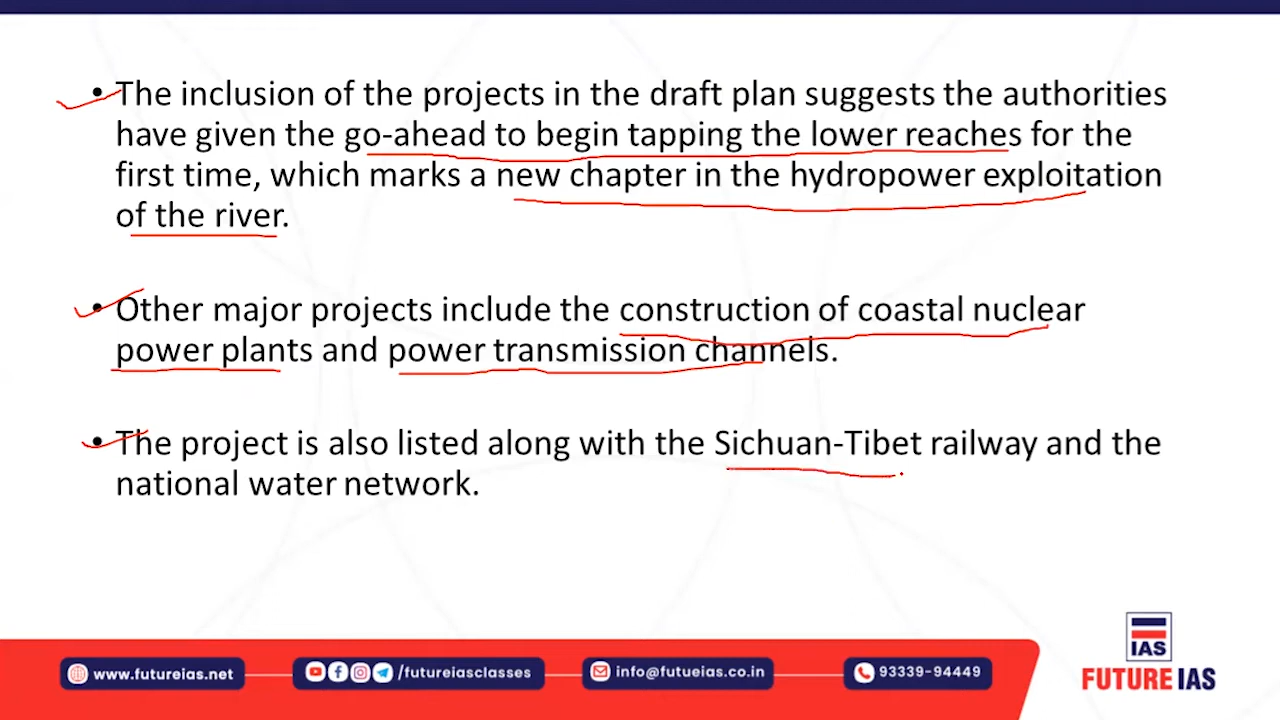 • The inclusion of the projects in the draft plan suggests the authorities
have given the go-ahead to begin tapping the lower reaches for the
first time, which marks a new chapter in the hydropower exploitation
of the river.
• Other major projects include the construction of coastal nuclear
power plants and power transmission channels.
• The project is also listed along with the Sichuan-Tibet railway and the
national water network.
IAS
FUTURE IAS
www.futureias.net
/futureiasclasses
info@futueias.co.in
93339-94449